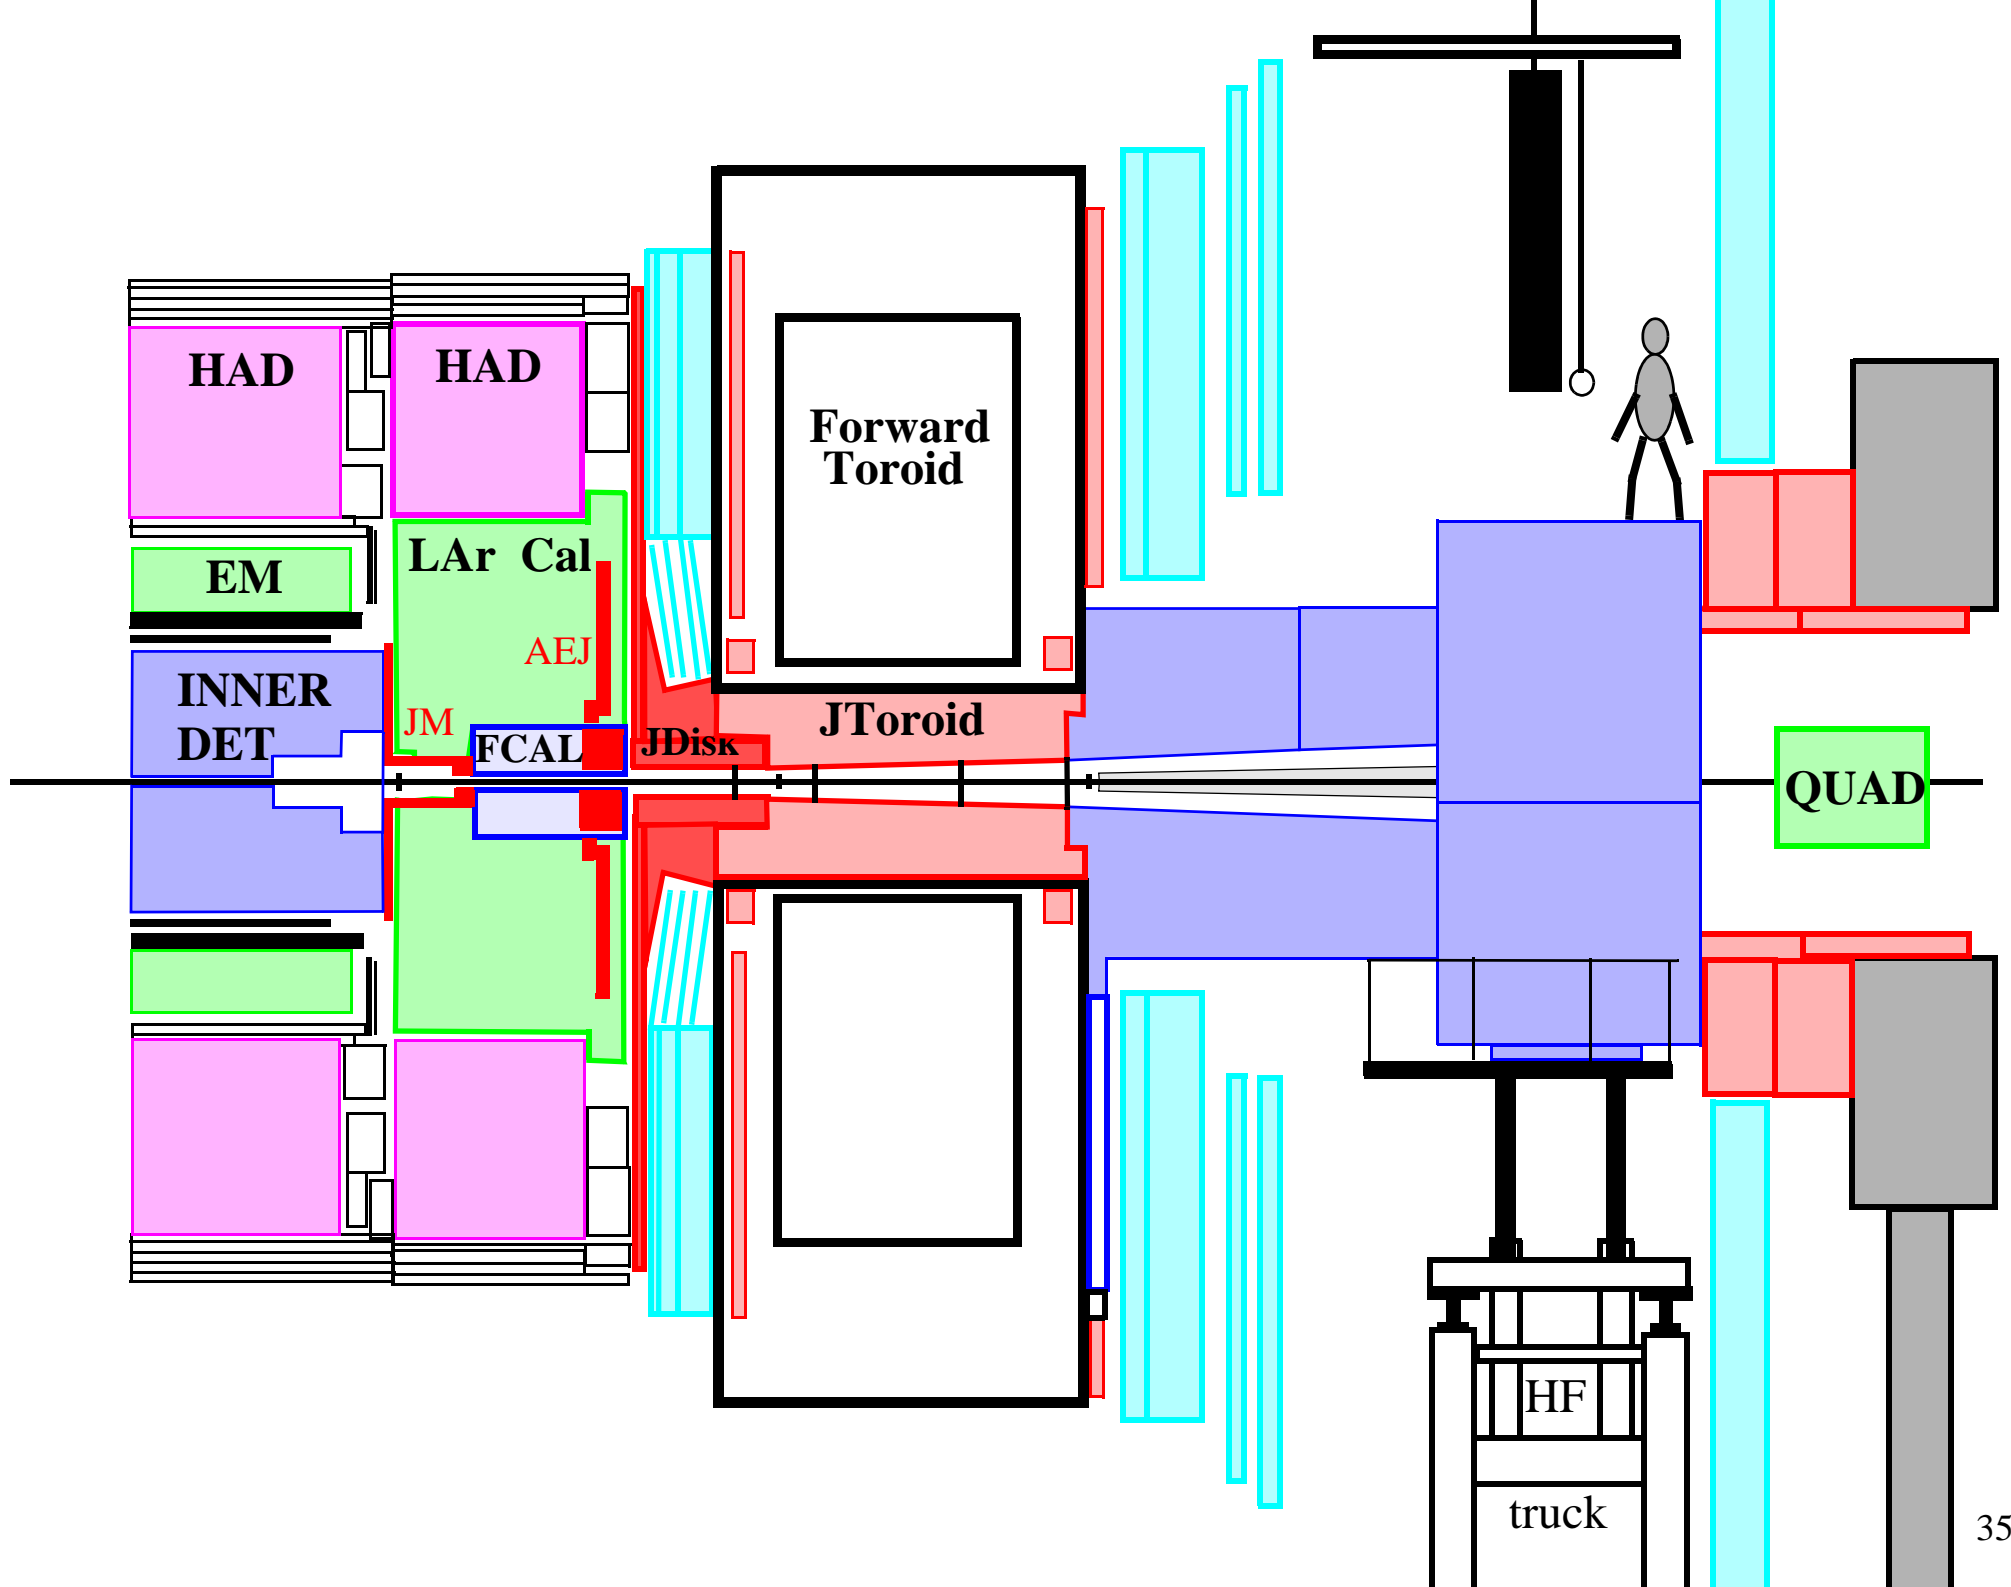 HAD
HAD
Forward
Toroid
LAr Cal
EM
AEJ
INNER
DET
JM
FCAL
JDisk
JToroid
QUAD
HF
truck
35